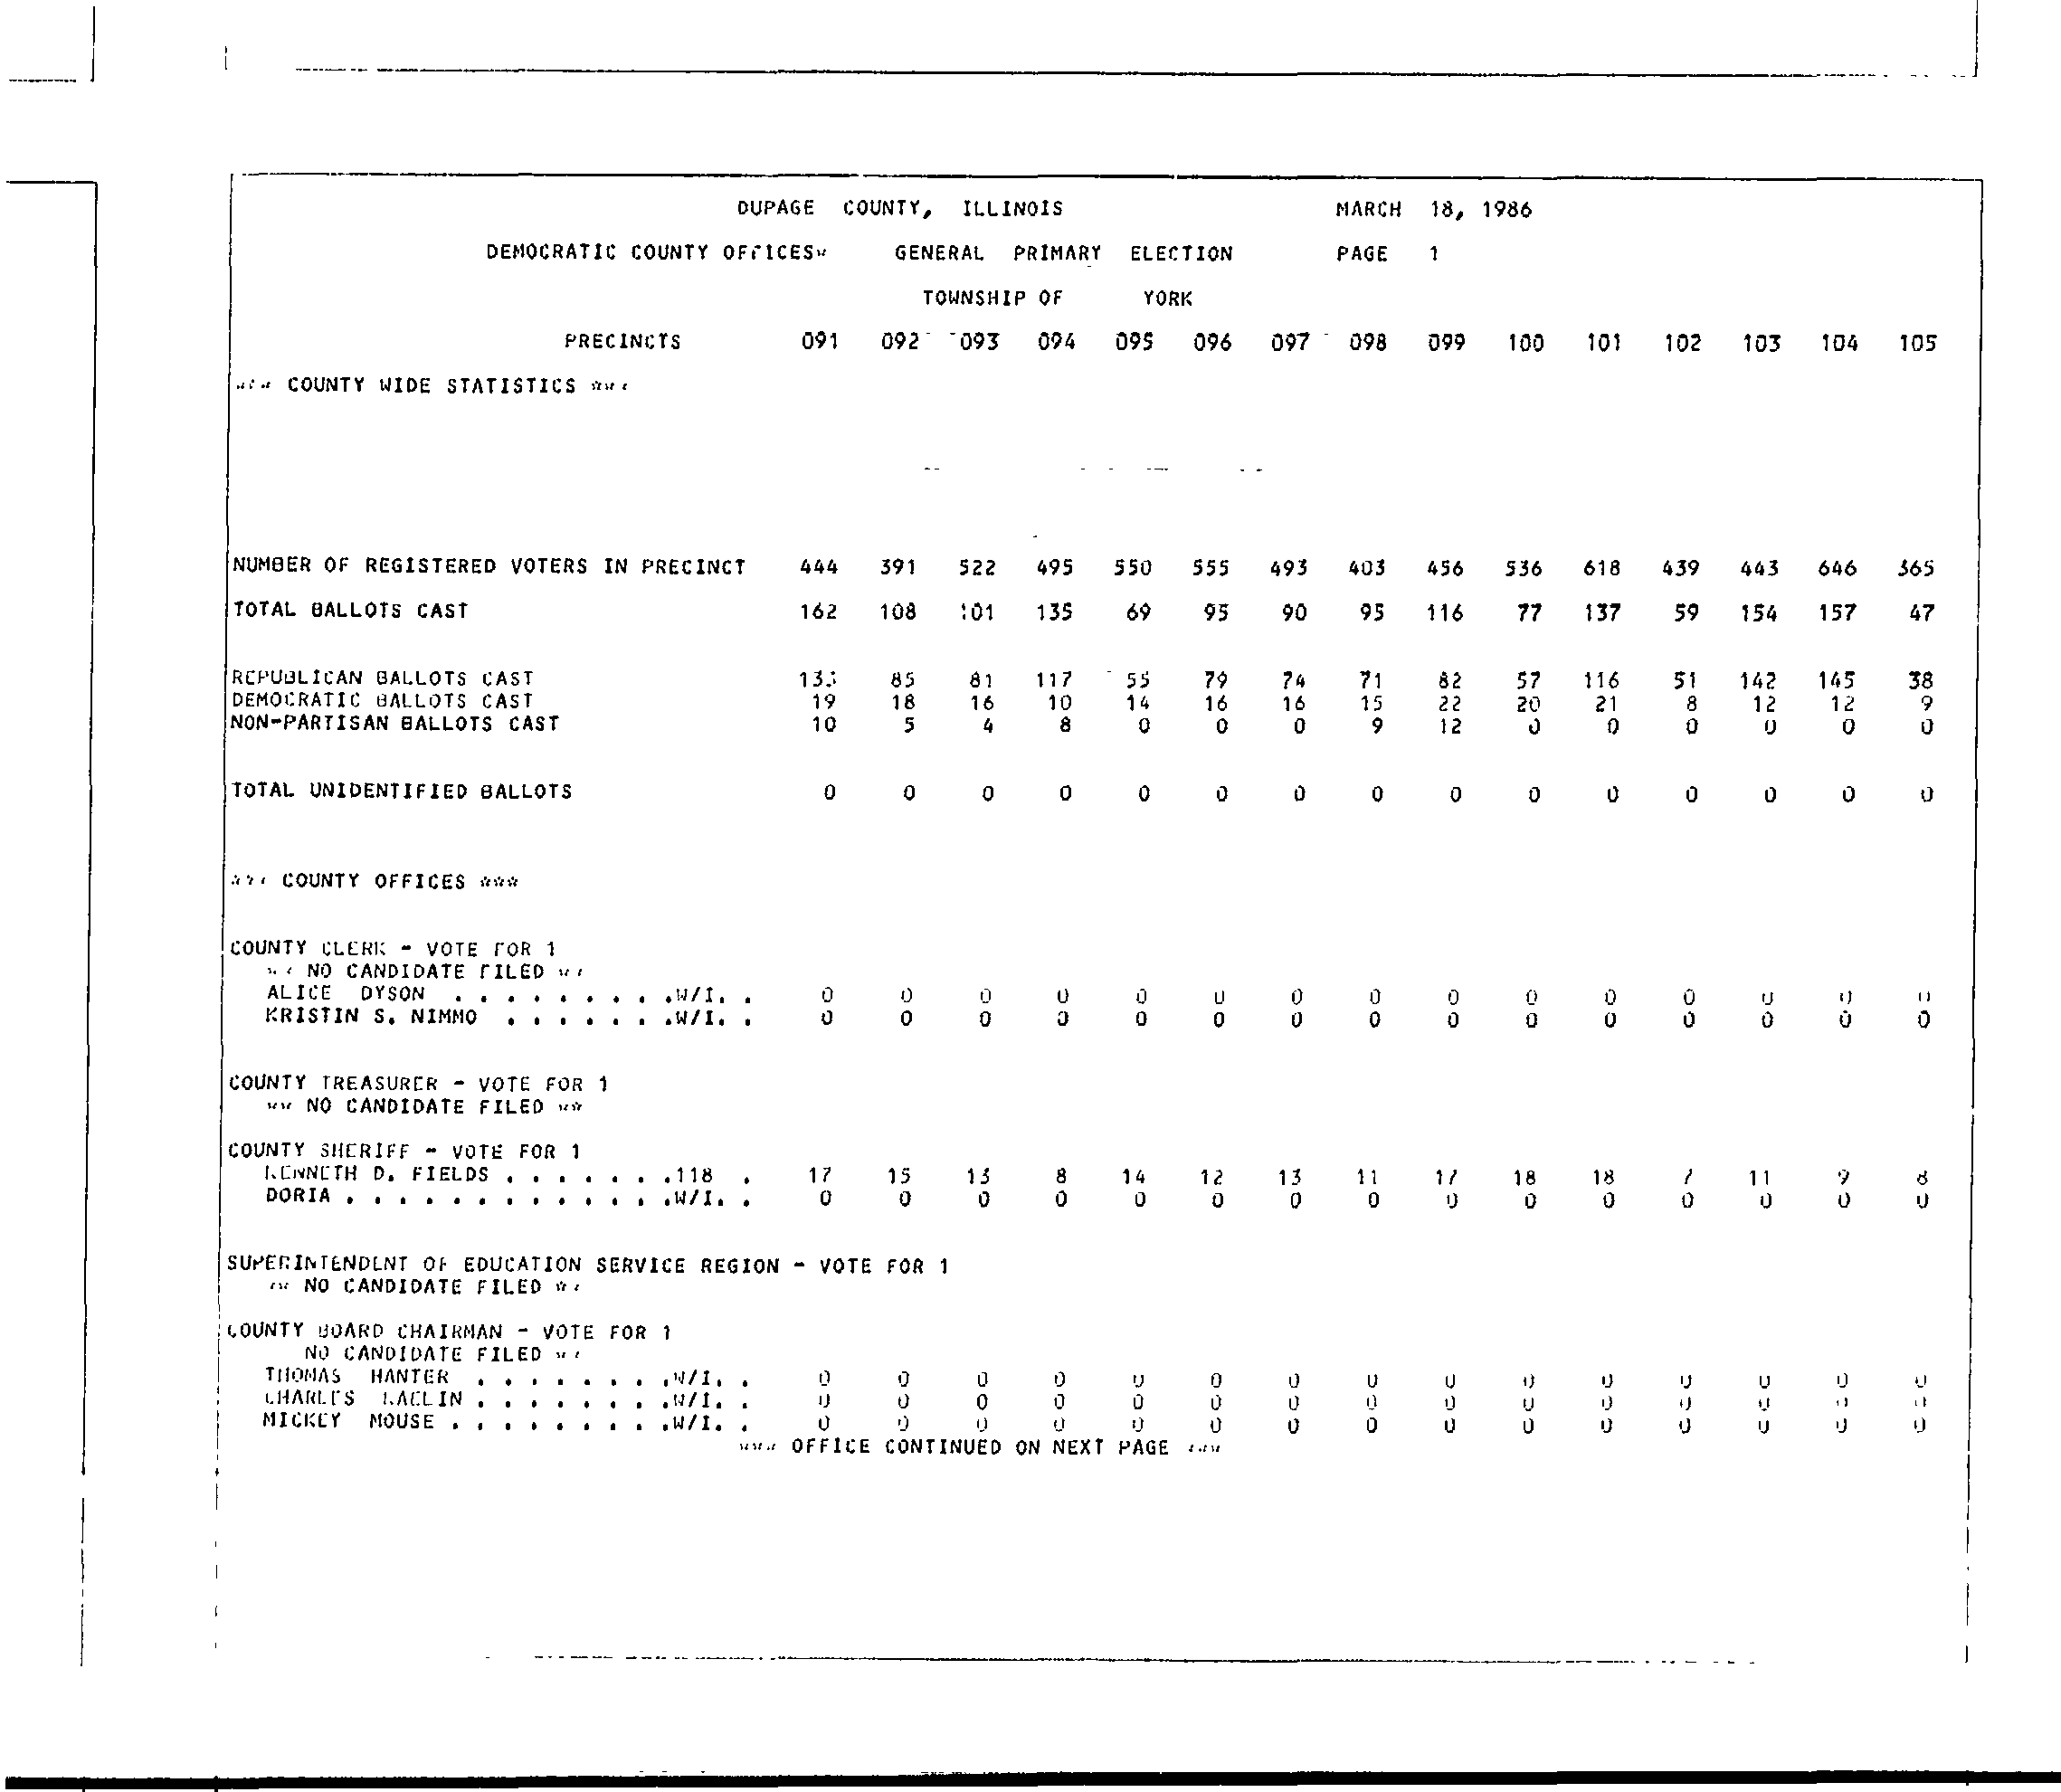 DUPAGE COUNTY, ILLINOIS MARCH 18, 1986
DEMOCRATIC COUNTY OFFICES* GENERAL PRIMARY ELECTION PAGE 1
TOWNSHIP OF YORK
PRECINCTS 091 092 093 094 095 096 097 098 099 100 101 102 103 104 105
*** COUNTY WIDE STATISTICS ***
NUMBER OF REGISTERED VOTERS IN PRECINCT 444 391 522 495 550 555 493 403 456 536 618 439 443 646 365
TOTAL BALLOTS CAST 162 108 101 135 69 95 90 95 116 77 137 59 154 157 47
REPUBLICAN BALLOTS CAST 133 85 81 117 55 79 74 71 82 57 116 51 142 145 38
DEMOCRATIC BALLOTS CAST 19 18 16 10 14 16 16 15 22 20 21 8 12 12 9
NON-PARTISAN BALLOTS CAST 10 5 4 8 0 0 0 9 12 0 0 0 0 0 0
TOTAL UNIDENTIFIED BALLOTS 0 0 0 0 0 0 0 0 0 0 0 0 0 0 0
*** COUNTY OFFICES ***
COUNTY CLERK - VOTE FOR 1
** NO CANDIDATE FILED **
ALICE DYSON . . . . . . . . .W/I. . 0 0 0 0 0 0 0 0 0 0 0 0 0 0 0
KRISTIN S. NIMMO . . . . . . .W/I. . 0 0 0 0 0 0 0 0 0 0 0 0 0 0 0
COUNTY TREASURER - VOTE FOR 1
** NO CANDIDATE FILED **
COUNTY SHERIFF - VOTE FOR 1
KENNETH D. FIELDS . . . . . . .118 . 17 15 13 8 14 12 13 11 17 18 18 7 11 9 8
DORIA . . . . . . . . . . . . .W/I. . 0 0 0 0 0 0 0 0 0 0 0 0 0 0 0
SUPERINTENDENT OF EDUCATION SERVICE REGION - VOTE FOR 1
** NO CANDIDATE FILED **
COUNTY BOARD CHAIRMAN - VOTE FOR 1
NO CANDIDATE FILED **
THOMAS HANTER . . . . . . . .W/I. . 0 0 0 0 0 0 0 0 0 0 0 0 0 0 0
CHARLES . . . . . . . .W/I. . 0 0 0 0 0 0 0 0 0 0 0 0 0 0 0
MICKEY MOUSE . . . . . . . . .W/I. . 0 0 0 0 0 0 0 0 0 0 0 0 0 0 0
*** OFFICE CONTINUED ON NEXT PAGE ***